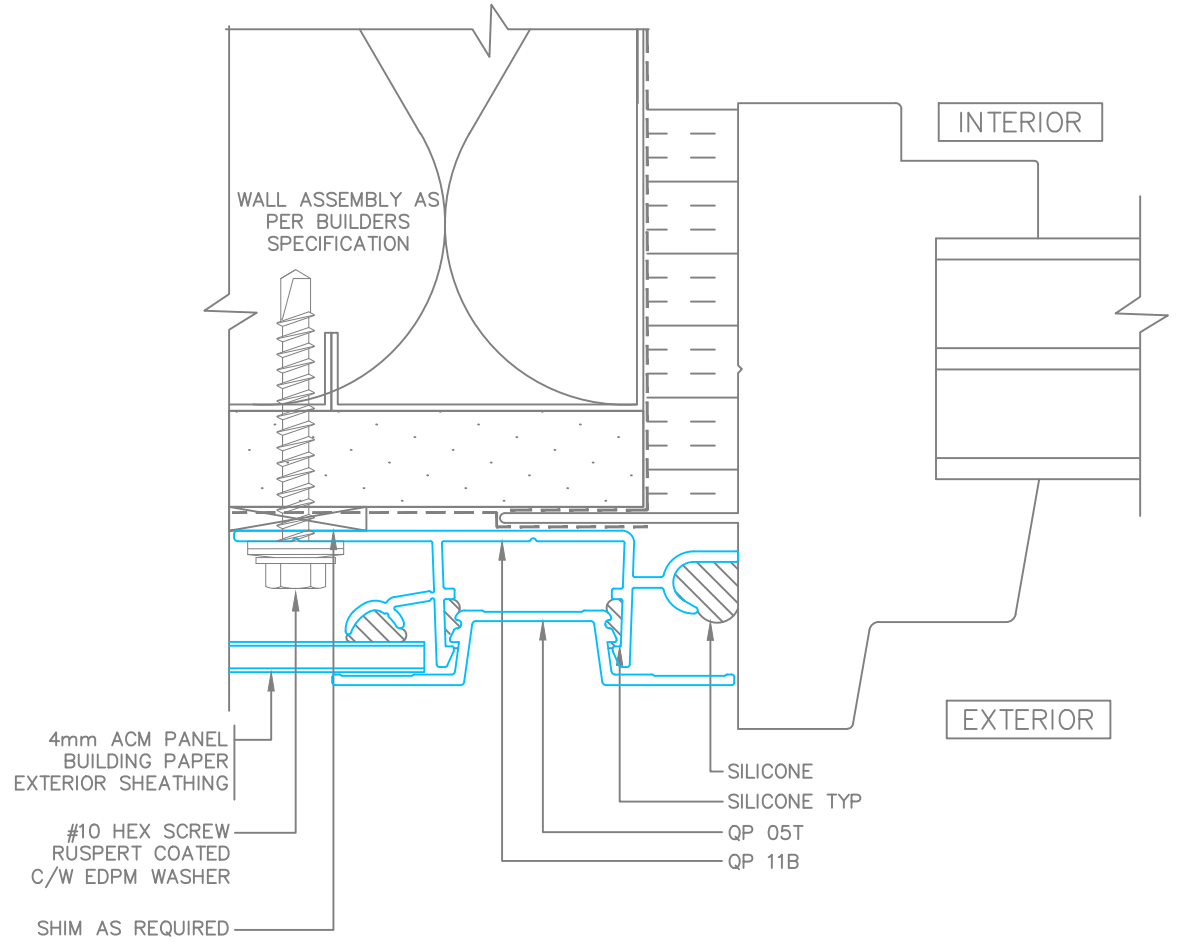 INTERIOR
WALL ASSEMBLY AS
PER BUILDERS
SPECIFICATION
EXTERIOR
4mm ACM PANEL
BUILDING PAPER
EXTERIOR SHEATHING
#10 HEX SCREW
RUSPERT COATED
C/W EDPM WASHER
SHIM AS REQUIRED
SILICONE
SILICONE TYP
QP 05T
QP 11B